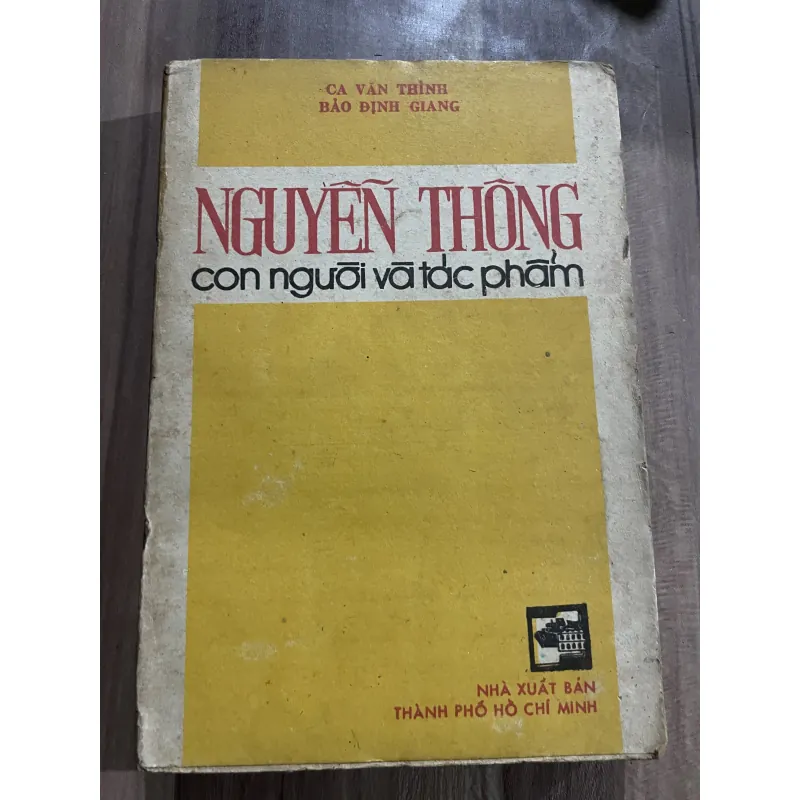 CA VĂN THỈNH
BẢO ĐỊNH GIANG
NGUYỄN THÔNG
con người và tác phẩm
NHÀ XUẤT BẢN
THÀNH PHỐ HỒ CHÍ MINH